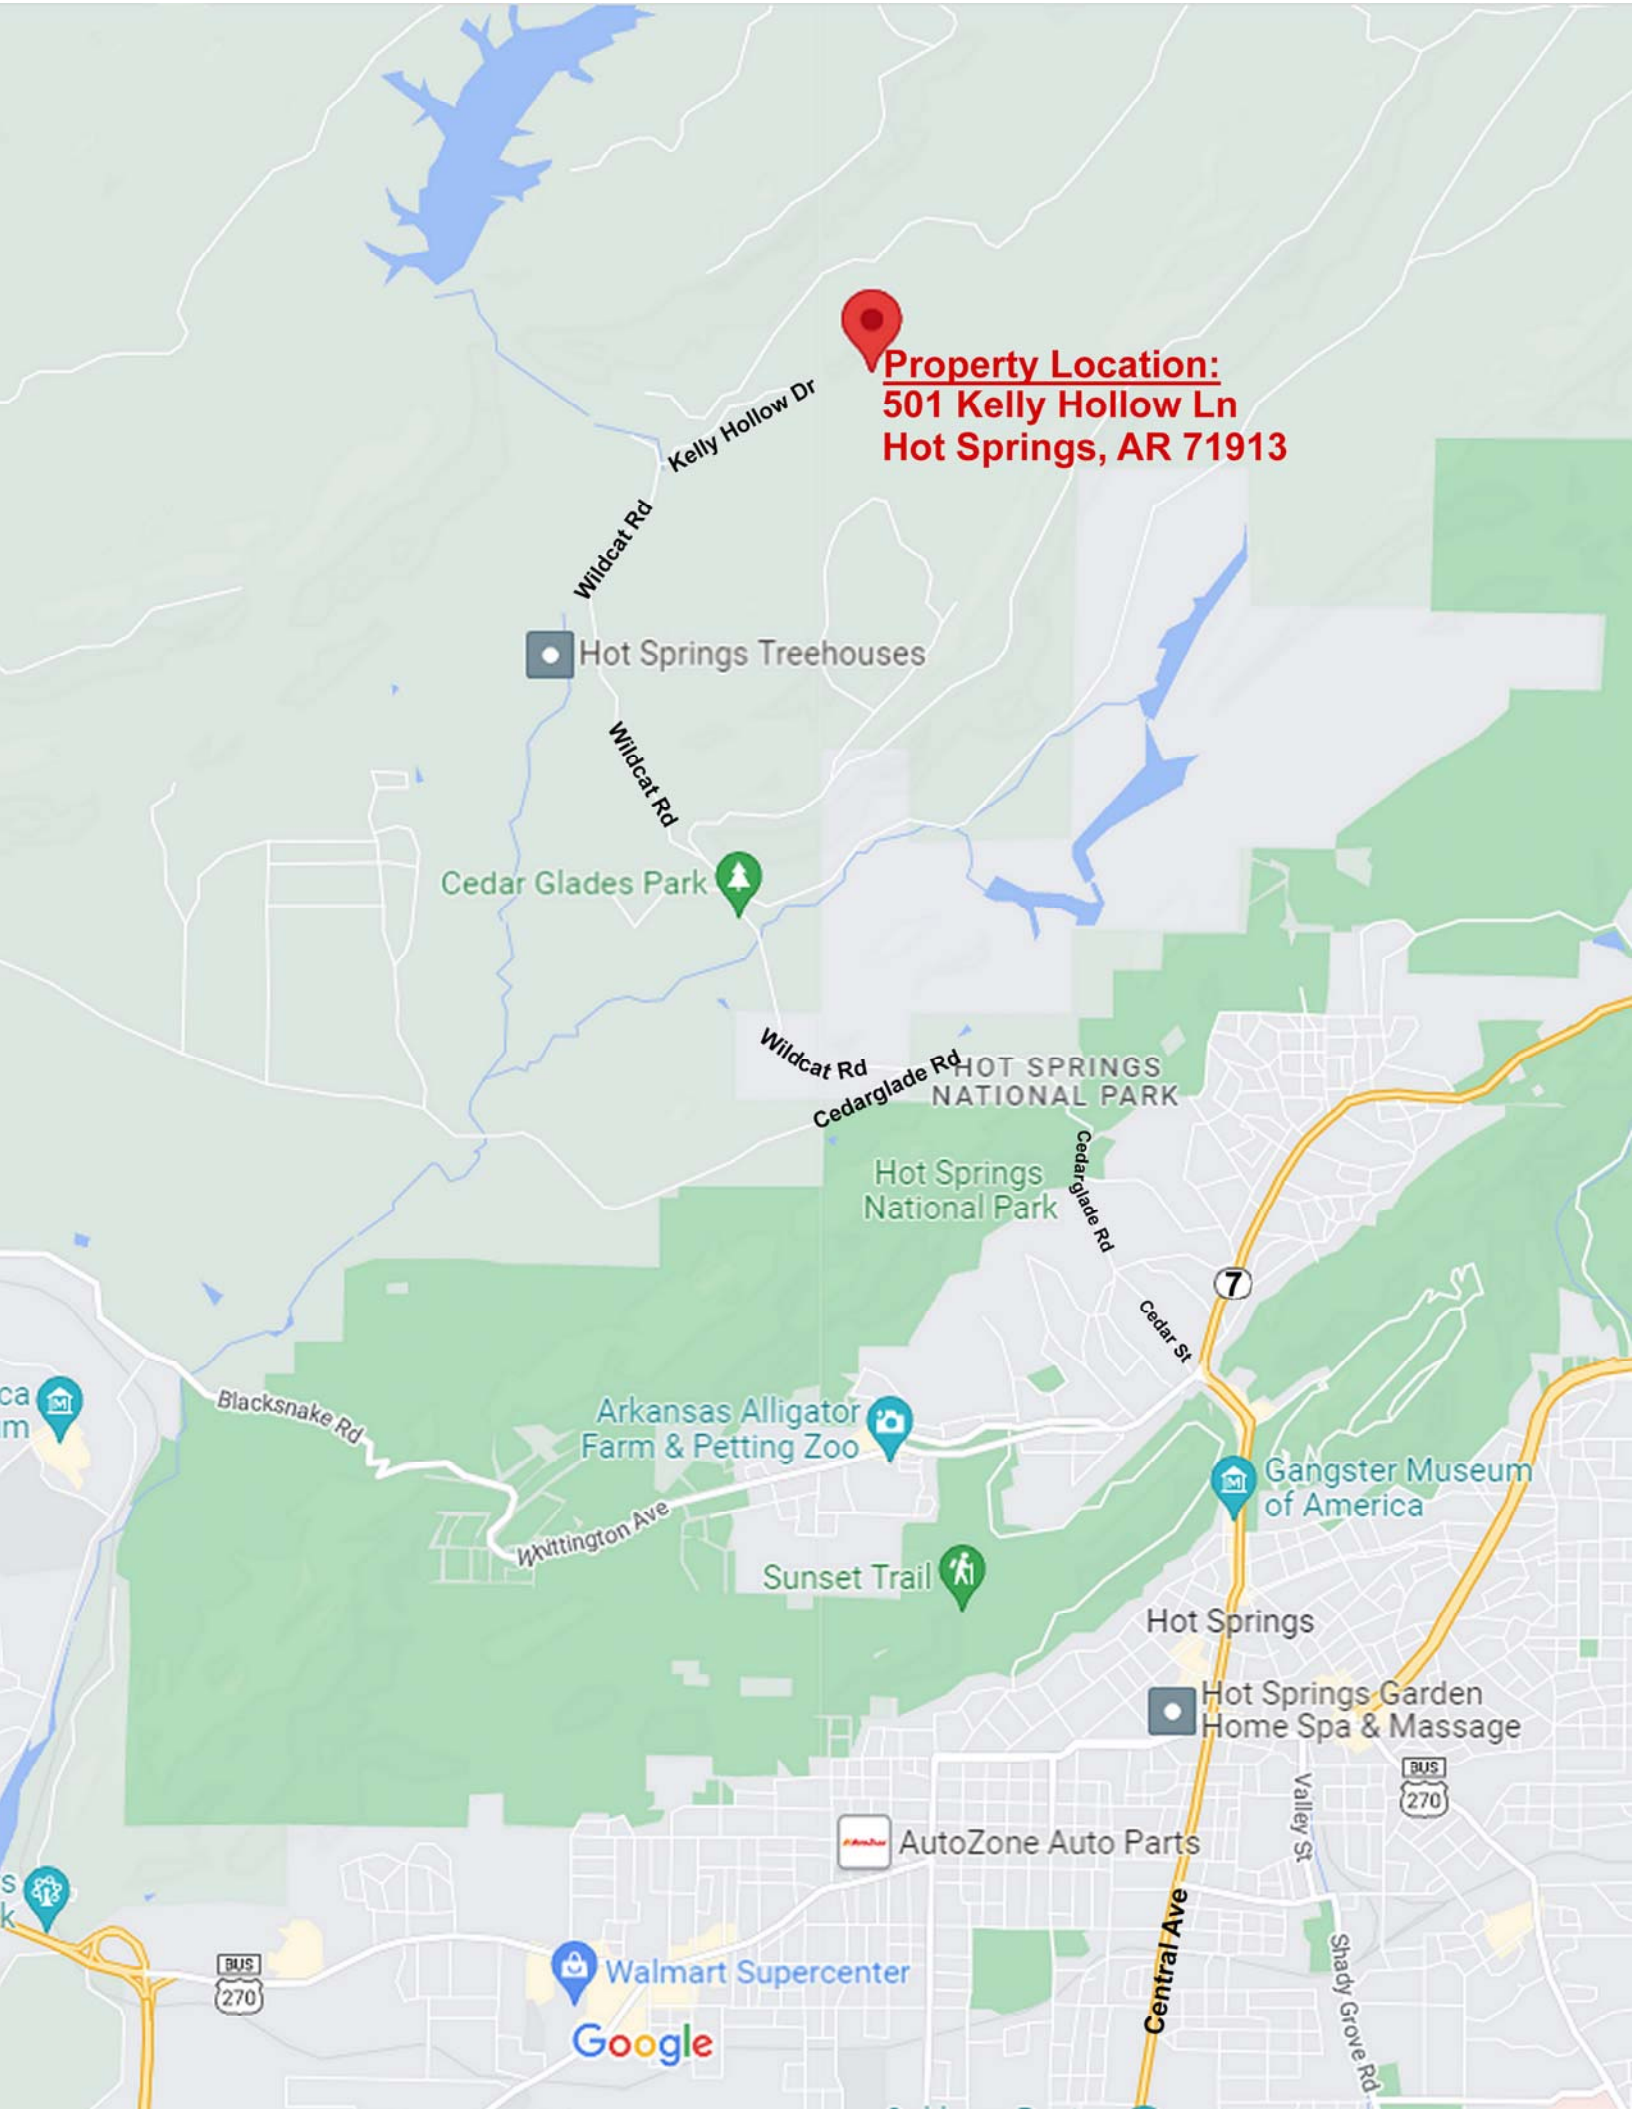 Property Location:
501 Kelly Hollow Ln
Hot Springs, AR 71913
Kelly Hollow Dr
Wildcat Rd
Hot Springs Treehouses
Wildcat Rd
Cedar Glades Park
Wildcat Rd
Cedarglade Rd
HOT SPRINGS
NATIONAL PARK
Cedarglade Rd
Hot Springs
National Park
7
Cedar St
ca
m
Blacksnake Rd
Arkansas Alligator
Farm & Petting Zoo
Gangster Museum
of America
Whittington Ave
Sunset Trail
Hot Springs
Hot Springs Garden
Home Spa & Massage
BUS
270
Valley St
AutoZone Auto Parts
s
k
Central Ave
Shady Grove Rd
BUS
270
Walmart Supercenter
Google